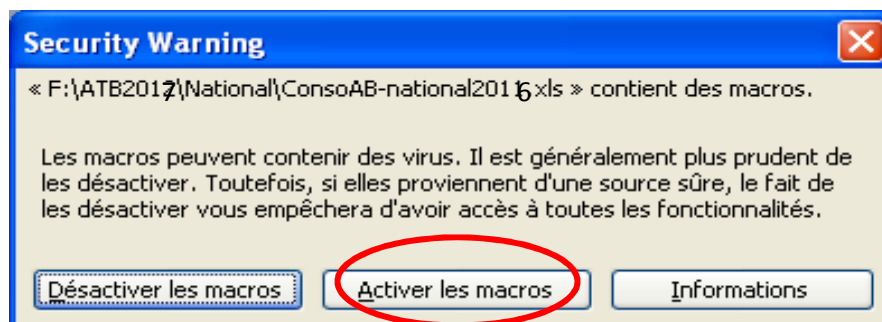 Security Warning
« F:\ATB2017\National\ConsoAB-national2016xls » contient des macros.
Les macros peuvent contenir des virus. Il est généralement plus prudent de
les désactiver. Toutefois, si elles proviennent d'une source sûre, le fait de
les désactiver vous empêchera d'avoir accès à toutes les fonctionnalités.
Désactiver les macros
Activer les macros
Informations